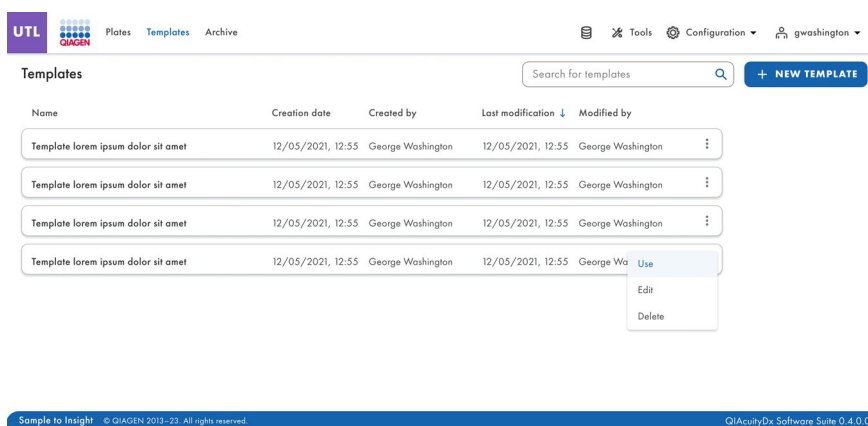 UTL QIAGEN Plates Templates Archive Tools Configuration gwashington
Templates Search for templates + NEW TEMPLATE
Name Creation date Created by Last modification ↓ Modified by
Template lorem ipsum dolor sit amet 12/05/2021, 12:55 George Washington 12/05/2021, 12:55 George Washington
Template lorem ipsum dolor sit amet 12/05/2021, 12:55 George Washington 12/05/2021, 12:55 George Washington
Template lorem ipsum dolor sit amet 12/05/2021, 12:55 George Washington 12/05/2021, 12:55 George Washington
Template lorem ipsum dolor sit amet 12/05/2021, 12:55 George Washington 12/05/2021, 12:55 George Wa
Use
Edit
Delete
Sample to Insight © QIAGEN 2013–23. All rights reserved. QIAcuityDx Software Suite 0.4.0.0